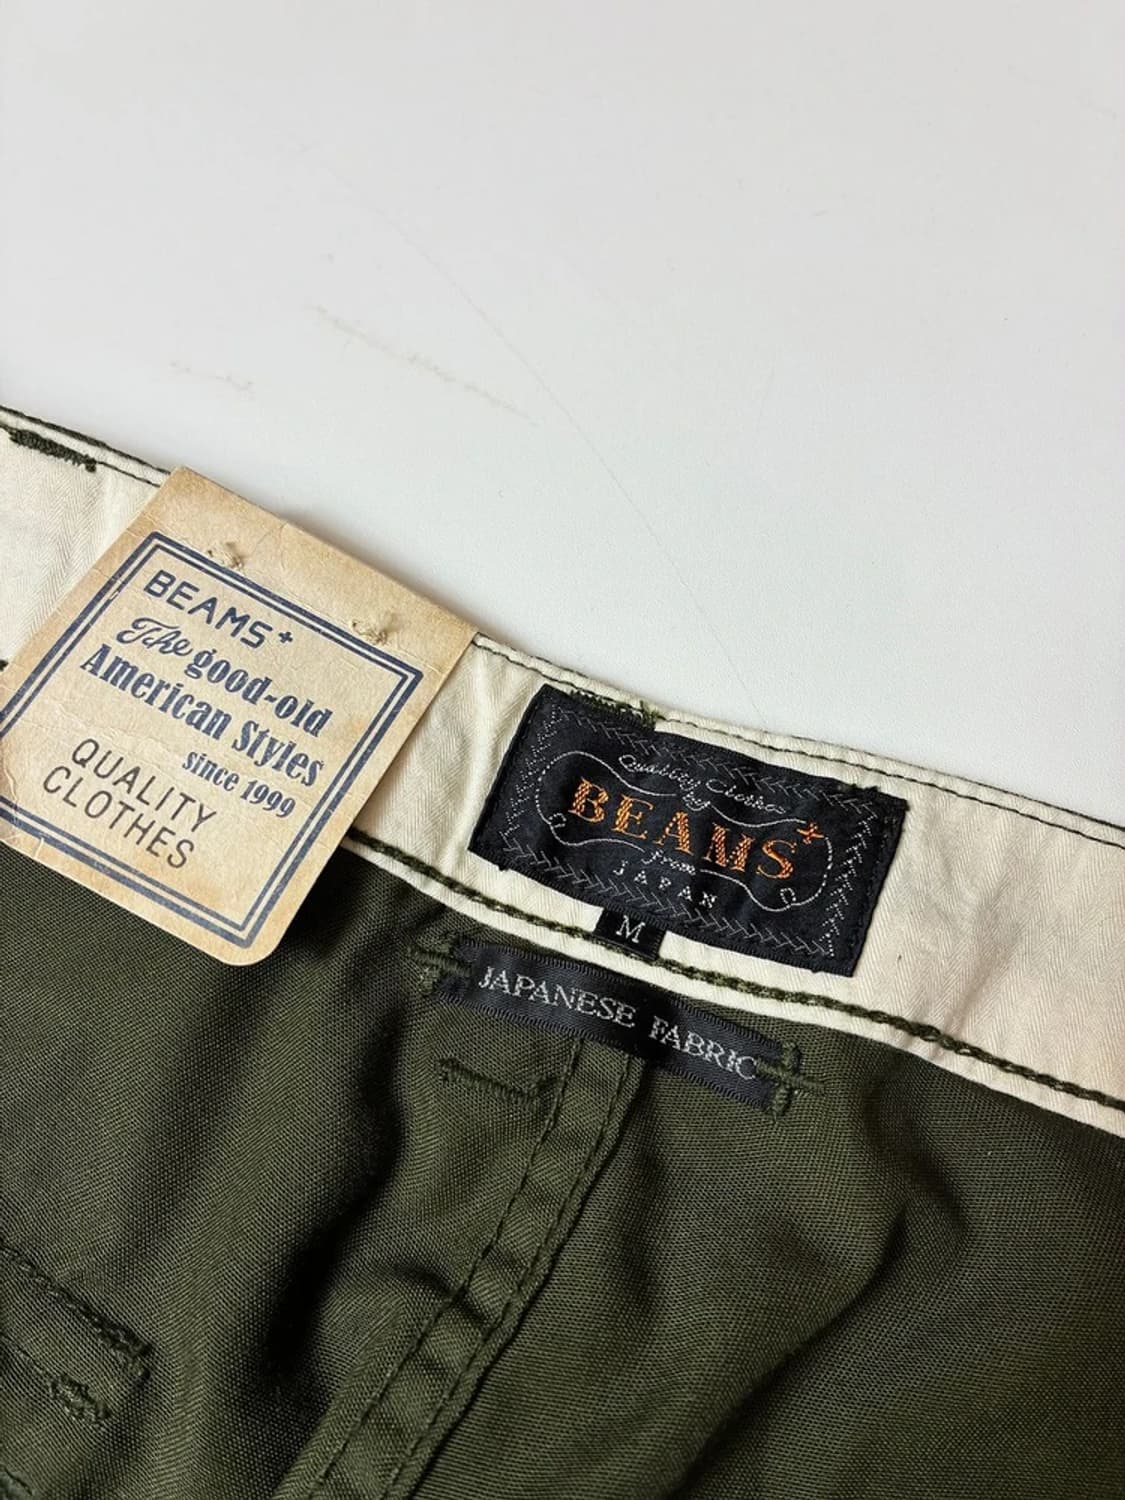 BEAMS+
The good-old
American Styles
since 1999
QUALITY
CLOTHES
Quality Clothes
by
BEAMS+
from
JAPAN
M
JAPANESE FABRIC